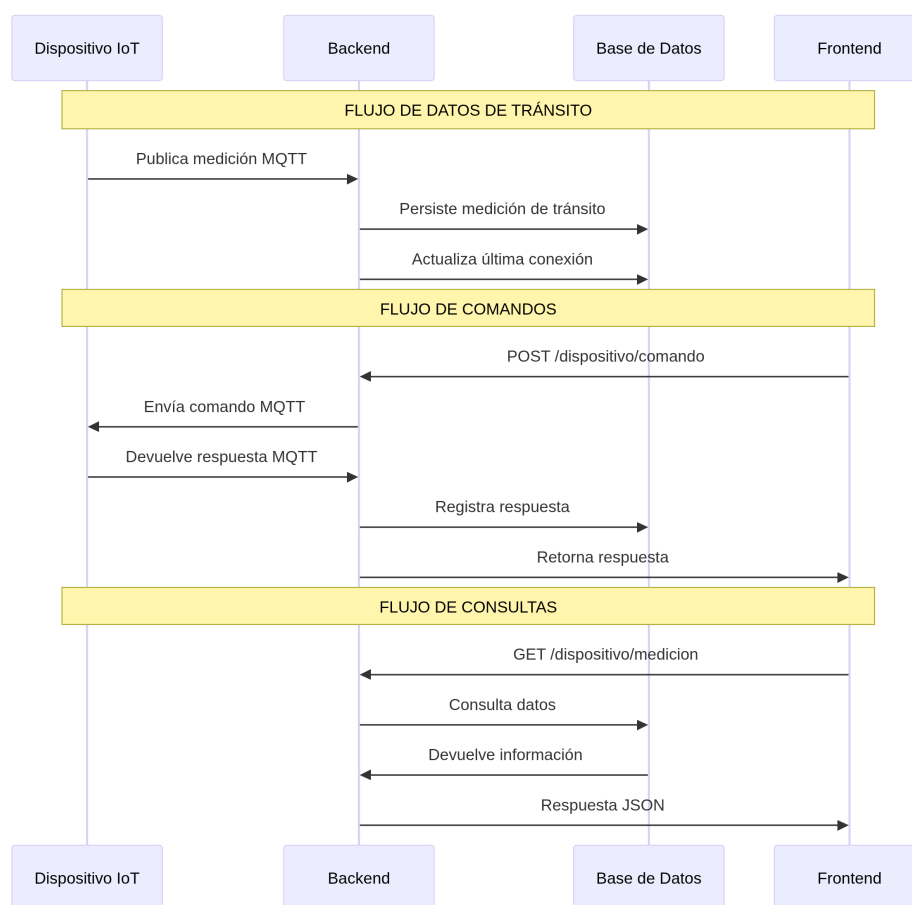 Dispositivo IoT
Backend
Base de Datos
Frontend
FLUJO DE DATOS DE TRÁNSITO
Publica medición MQTT
Persiste medición de tránsito
Actualiza última conexión
FLUJO DE COMANDOS
POST /dispositivo/comando
Envía comando MQTT
Devuelve respuesta MQTT
Registra respuesta
Retorna respuesta
FLUJO DE CONSULTAS
GET /dispositivo/medicion
Consulta datos
Devuelve información
Respuesta JSON
Dispositivo IoT
Backend
Base de Datos
Frontend